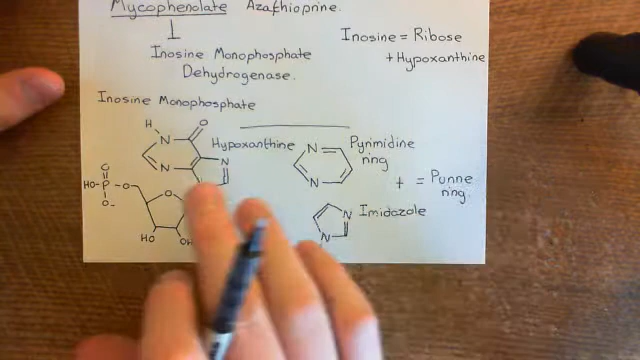 Mycophenolate Azathioprine.
Inosine Monophosphate
Dehydrogenase.
Inosine = Ribose
+ Hypoxanthine
Inosine Monophosphate
H
N
O
N
N
Hypoxanthine
O
HO-P-O
O-
O
HO
OH
N
N
Pyrimidine
ring
+
= Purine
ring.
N
N
Imidazole